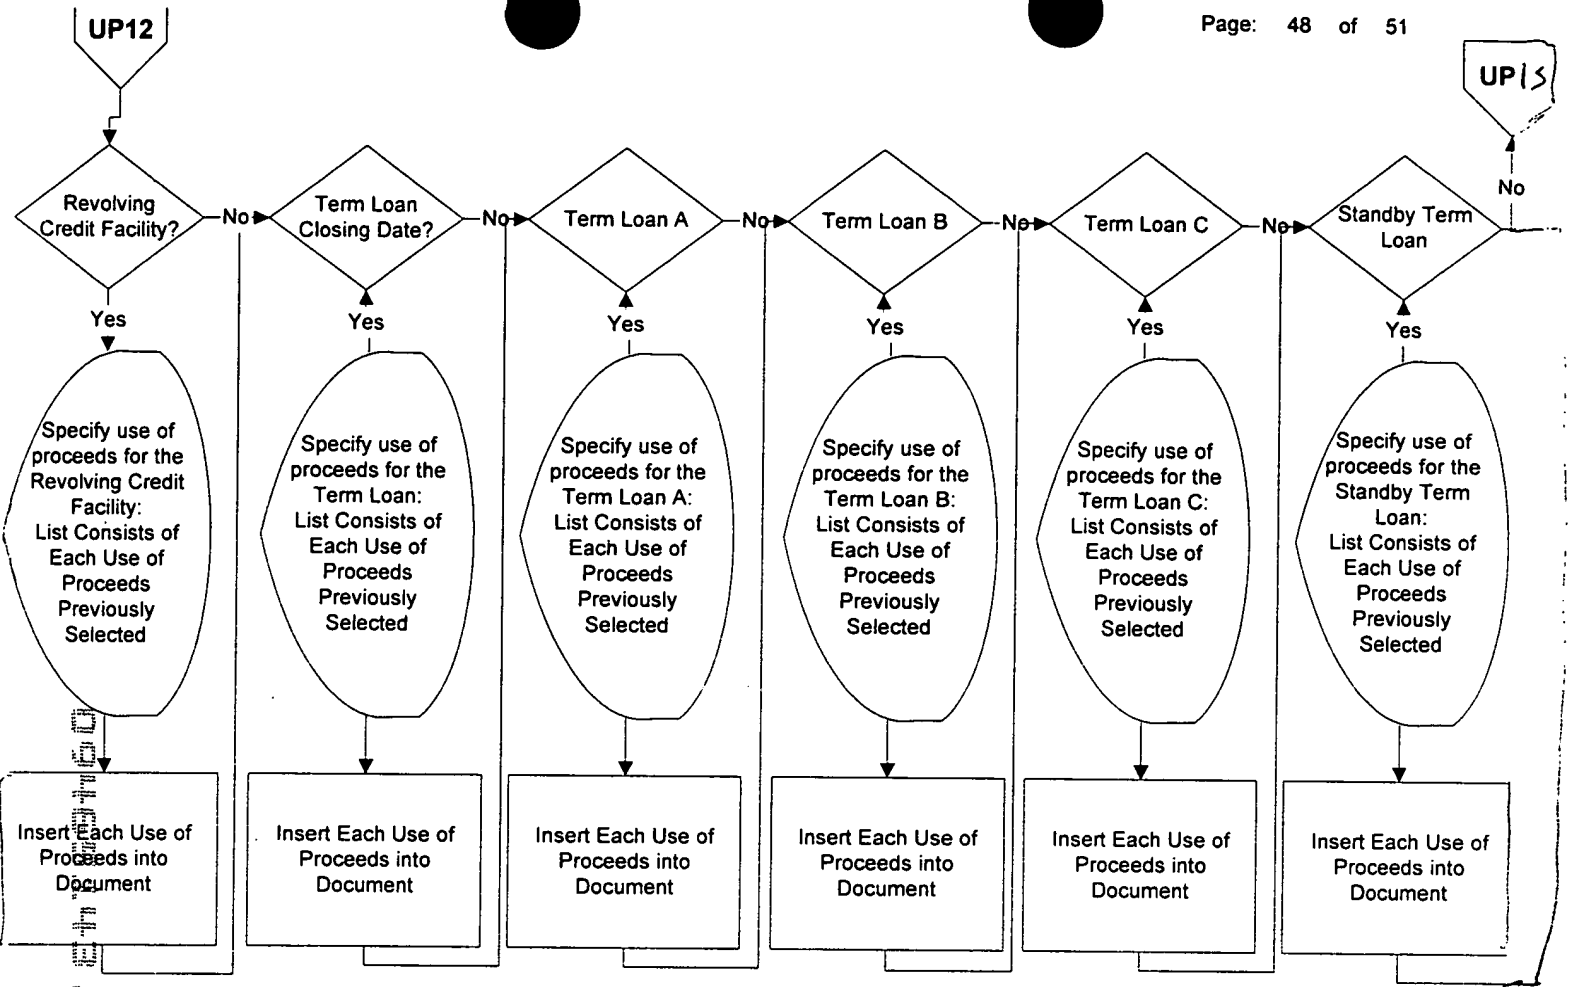 UP12
Page: 48 of 51
UP15
Revolving
Credit Facility?
No
Term Loan
Closing Date?
No
Term Loan A
No
Term Loan B
No
Term Loan C
No
Standby Term
Loan
No
Yes
Yes
Yes
Yes
Yes
Yes
Specify use of
proceeds for the
Revolving Credit
Facility:
List Consists of
Each Use of
Proceeds
Previously
Selected
Specify use of
proceeds for the
Term Loan:
List Consists of
Each Use of
Proceeds
Previously
Selected
Specify use of
proceeds for the
Term Loan A:
List Consists of
Each Use of
Proceeds
Previously
Selected
Specify use of
proceeds for the
Term Loan B:
List Consists of
Each Use of
Proceeds
Previously
Selected
Specify use of
proceeds for the
Term Loan C:
List Consists of
Each Use of
Proceeds
Previously
Selected
Specify use of
proceeds for the
Standby Term
Loan:
List Consists of
Each Use of
Proceeds
Previously
Selected
Insert Each Use of
Proceeds into
Document
Insert Each Use of
Proceeds into
Document
Insert Each Use of
Proceeds into
Document
Insert Each Use of
Proceeds into
Document
Insert Each Use of
Proceeds into
Document
Insert Each Use of
Proceeds into
Document